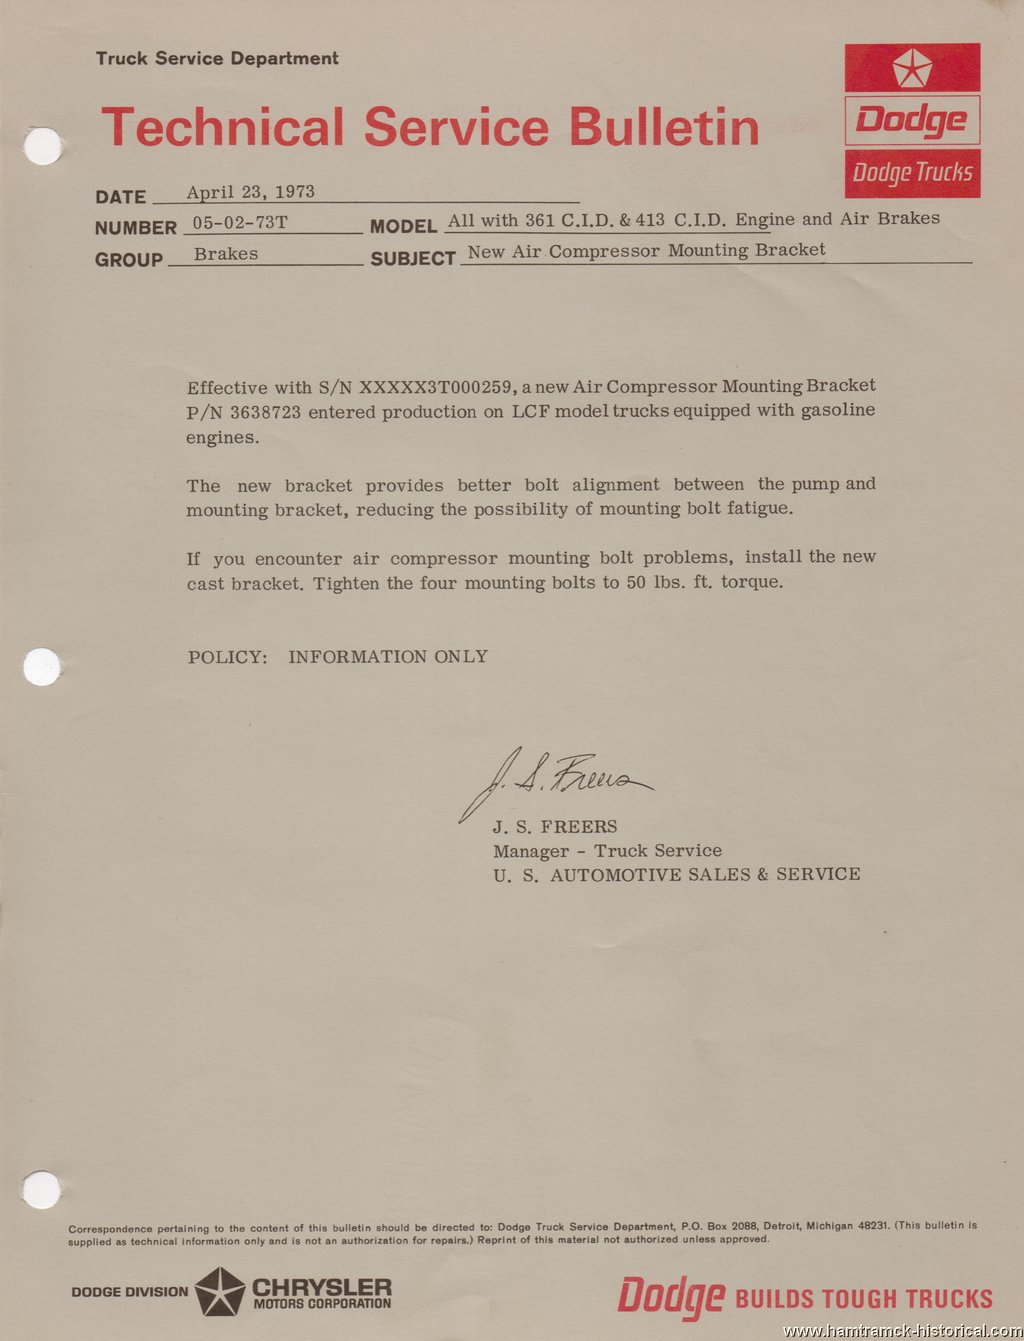 Truck Service Department
Technical Service Bulletin
Dodge
Dodge Trucks
DATE April 23, 1973
NUMBER 05-02-73T MODEL All with 361 C.I.D. & 413 C.I.D. Engine and Air Brakes
GROUP Brakes SUBJECT New Air Compressor Mounting Bracket
Effective with S/N XXXXX3T000259, a new Air Compressor Mounting Bracket
P/N 3638723 entered production on LCF model trucks equipped with gasoline
engines.
The new bracket provides better bolt alignment between the pump and
mounting bracket, reducing the possibility of mounting bolt fatigue.
If you encounter air compressor mounting bolt problems, install the new
cast bracket. Tighten the four mounting bolts to 50 lbs. ft. torque.
POLICY: INFORMATION ONLY
J. S. Freers
J. S. FREERS
Manager - Truck Service
U. S. AUTOMOTIVE SALES & SERVICE
Correspondence pertaining to the content of this bulletin should be directed to: Dodge Truck Service Department, P.O. Box 2088, Detroit, Michigan 48231. (This bulletin is
supplied as technical information only and is not an authorization for repairs.) Reprint of this material not authorized unless approved.
DODGE DIVISION CHRYSLER
MOTORS CORPORATION
Dodge BUILDS TOUGH TRUCKS
www.hamtramck-historical.com